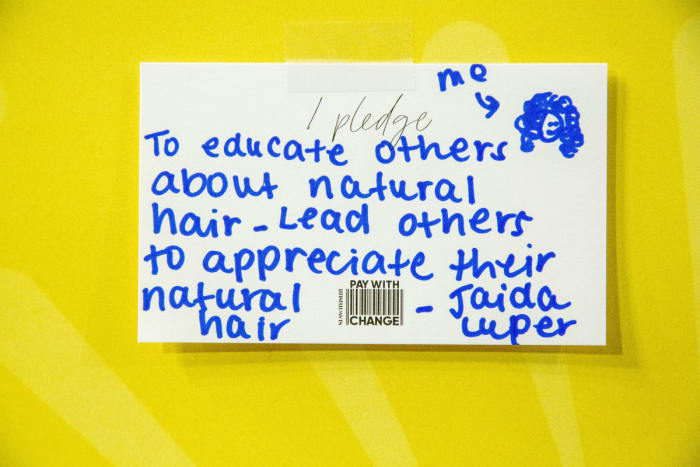 me
I pledge
To educate others
about natural
hair - Lead others
to appreciate their
natural
hair
PAY WITH
CHANGE
- Jaida
Luper